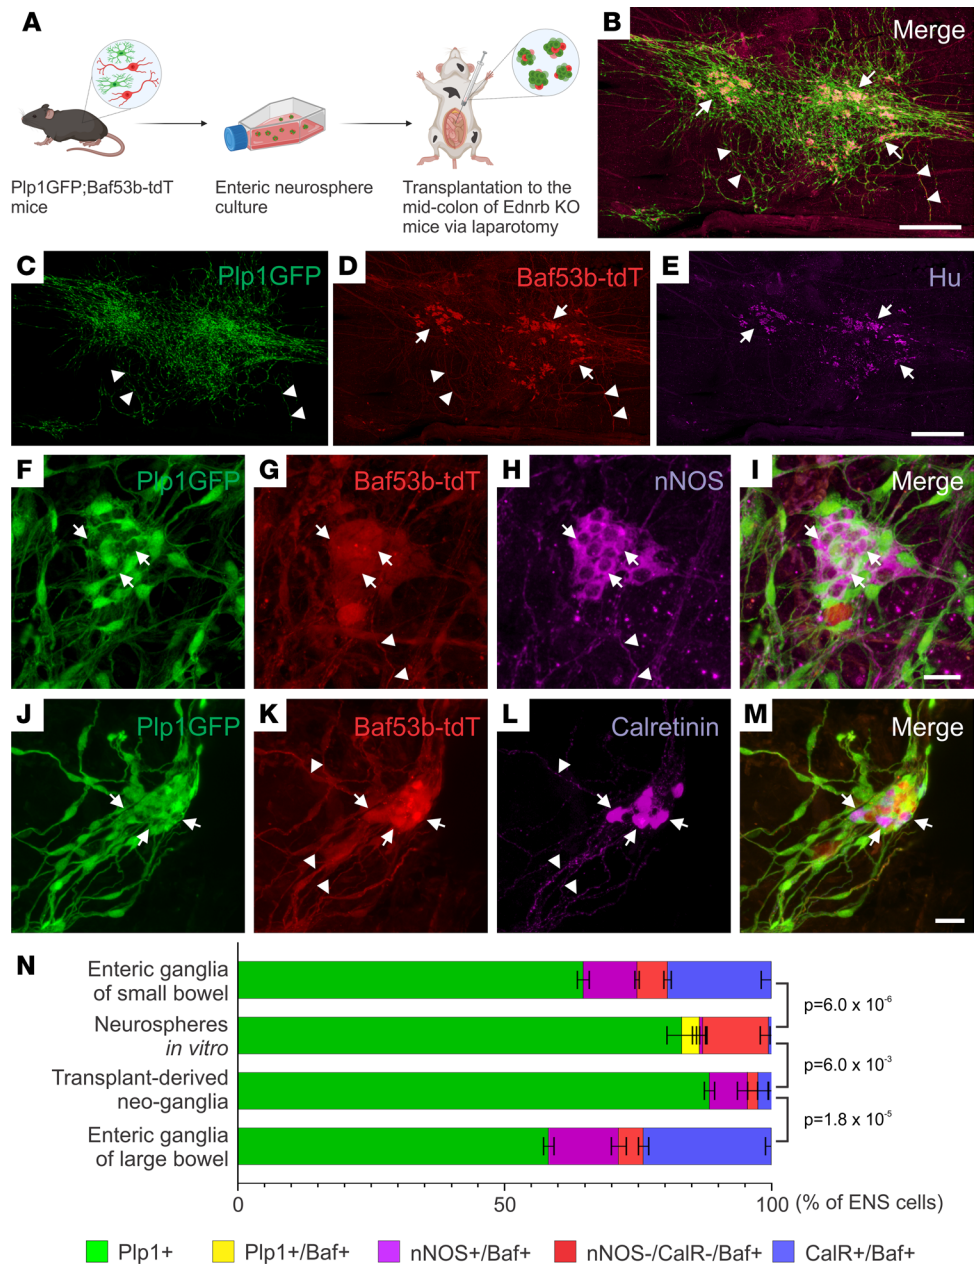 A
Plp1GFP;Baf53b-tdT
mice
Enteric neurosphere
culture
Transplantation to the
mid-colon of Ednrb KO
mice via laparotomy
B
Merge
C
Plp1GFP
D
Baf53b-tdT
E
Hu
F
Plp1GFP
G
Baf53b-tdT
H
nNOS
I
Merge
J
Plp1GFP
K
Baf53b-tdT
L
Calretinin
M
Merge
N
Enteric ganglia
of small bowel
Neurospheres
in vitro
Transplant-derived
neo-ganglia
Enteric ganglia
of large bowel
p=6.0 x 10⁻⁶
p=6.0 x 10⁻³
p=1.8 x 10⁻⁵
0
50
100
(% of ENS cells)
Plp1+
Plp1+/Baf+
nNOS+/Baf+
nNOS-/CalR-/Baf+
CalR+/Baf+